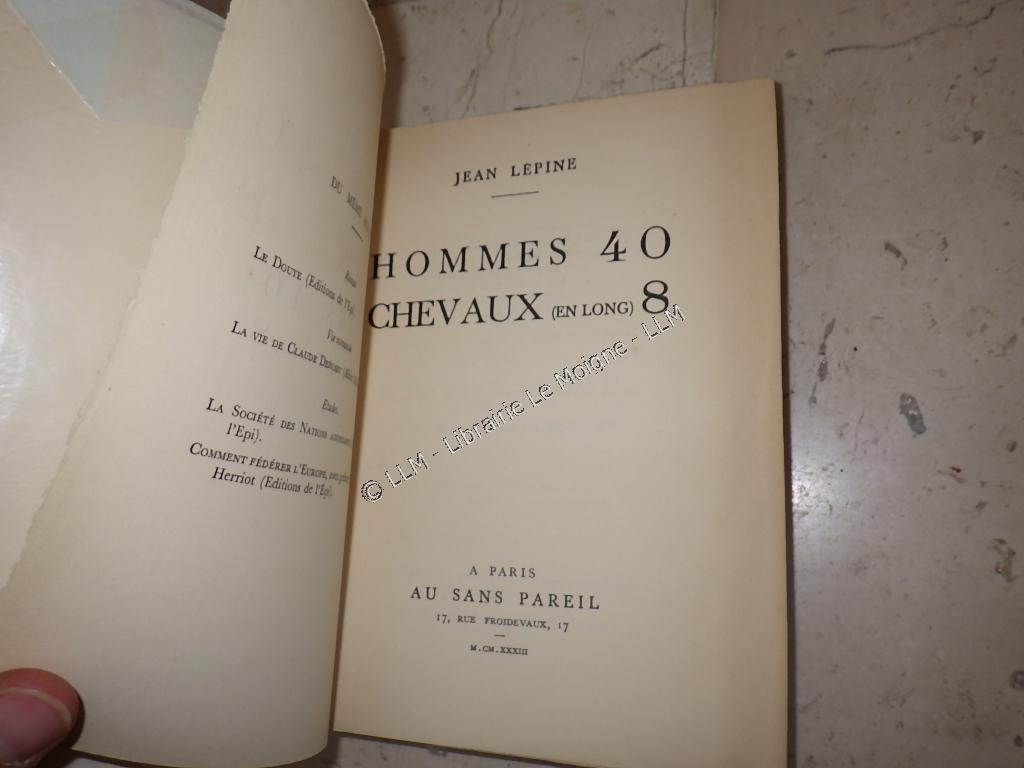 DU MÊME
LE DOUTE (Editions de l'Epi
LA VIE DE CLAUDE
Etudes.
LA SOCIÉTÉ DES NATIONS
l'Epi).
COMMENT FÉDÉRER L'EUROPE,
Herriot (Editions de l'Epi).
JEAN LÉPINE
HOMMES 40
CHEVAUX (EN LONG) 8
© LLM - Librairie Le Moigne - LLM
A PARIS
AU SANS PAREIL
17, RUE FROIDEVAUX, 17
M.CM.XXXIII